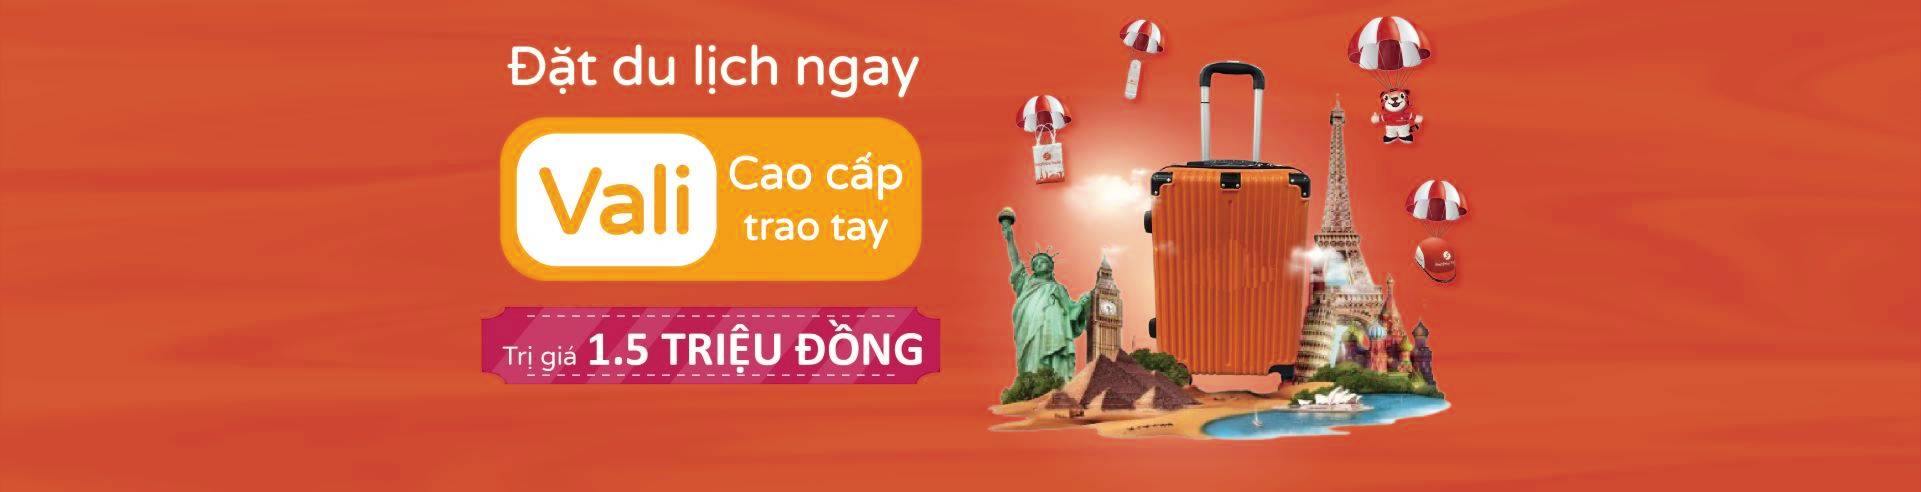 Đặt du lịch ngay
Vali
Cao cấp
trao tay
Trị giá 1.5 TRIỆU ĐỒNG